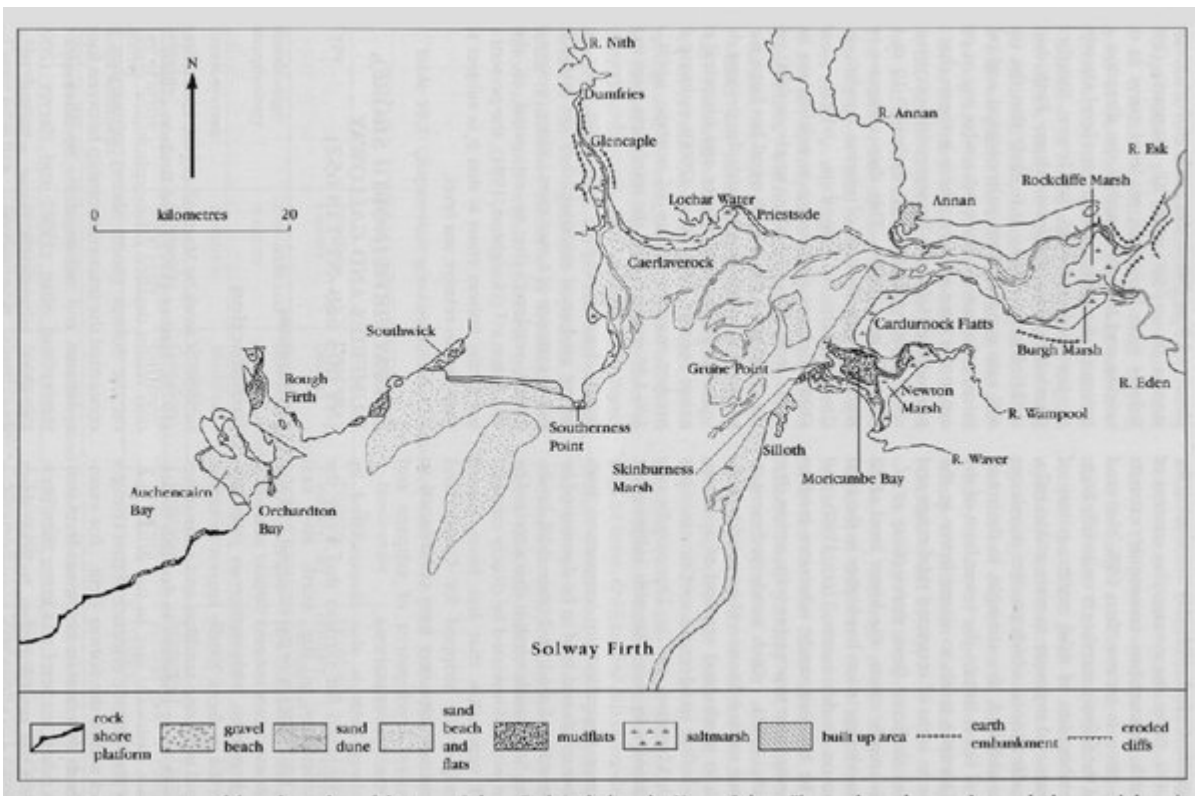 R. Nith
N
Dumfries
R. Annan
Glencaple
R. Esk
Rockcliffe Marsh
Lochar Water
Annan
0 kilometres 20
Priestside
Caerlaverock
Southwick
Cardurnock Flatts
Burgh Marsh
Grune Point
Rough
Firth
R. Eden
Newton
Marsh
R. Wampool
Southerness
Point
Silloth
R. Waver
Skinburness
Marsh
Moricambe Bay
Auchencairn
Bay
Orchardton
Bay
Solway Firth
rock
shore
platform
gravel
beach
sand
dune
sand
beach
and
flats
mudflats
saltmarsh
built up area
earth
embankment
eroded
cliffs